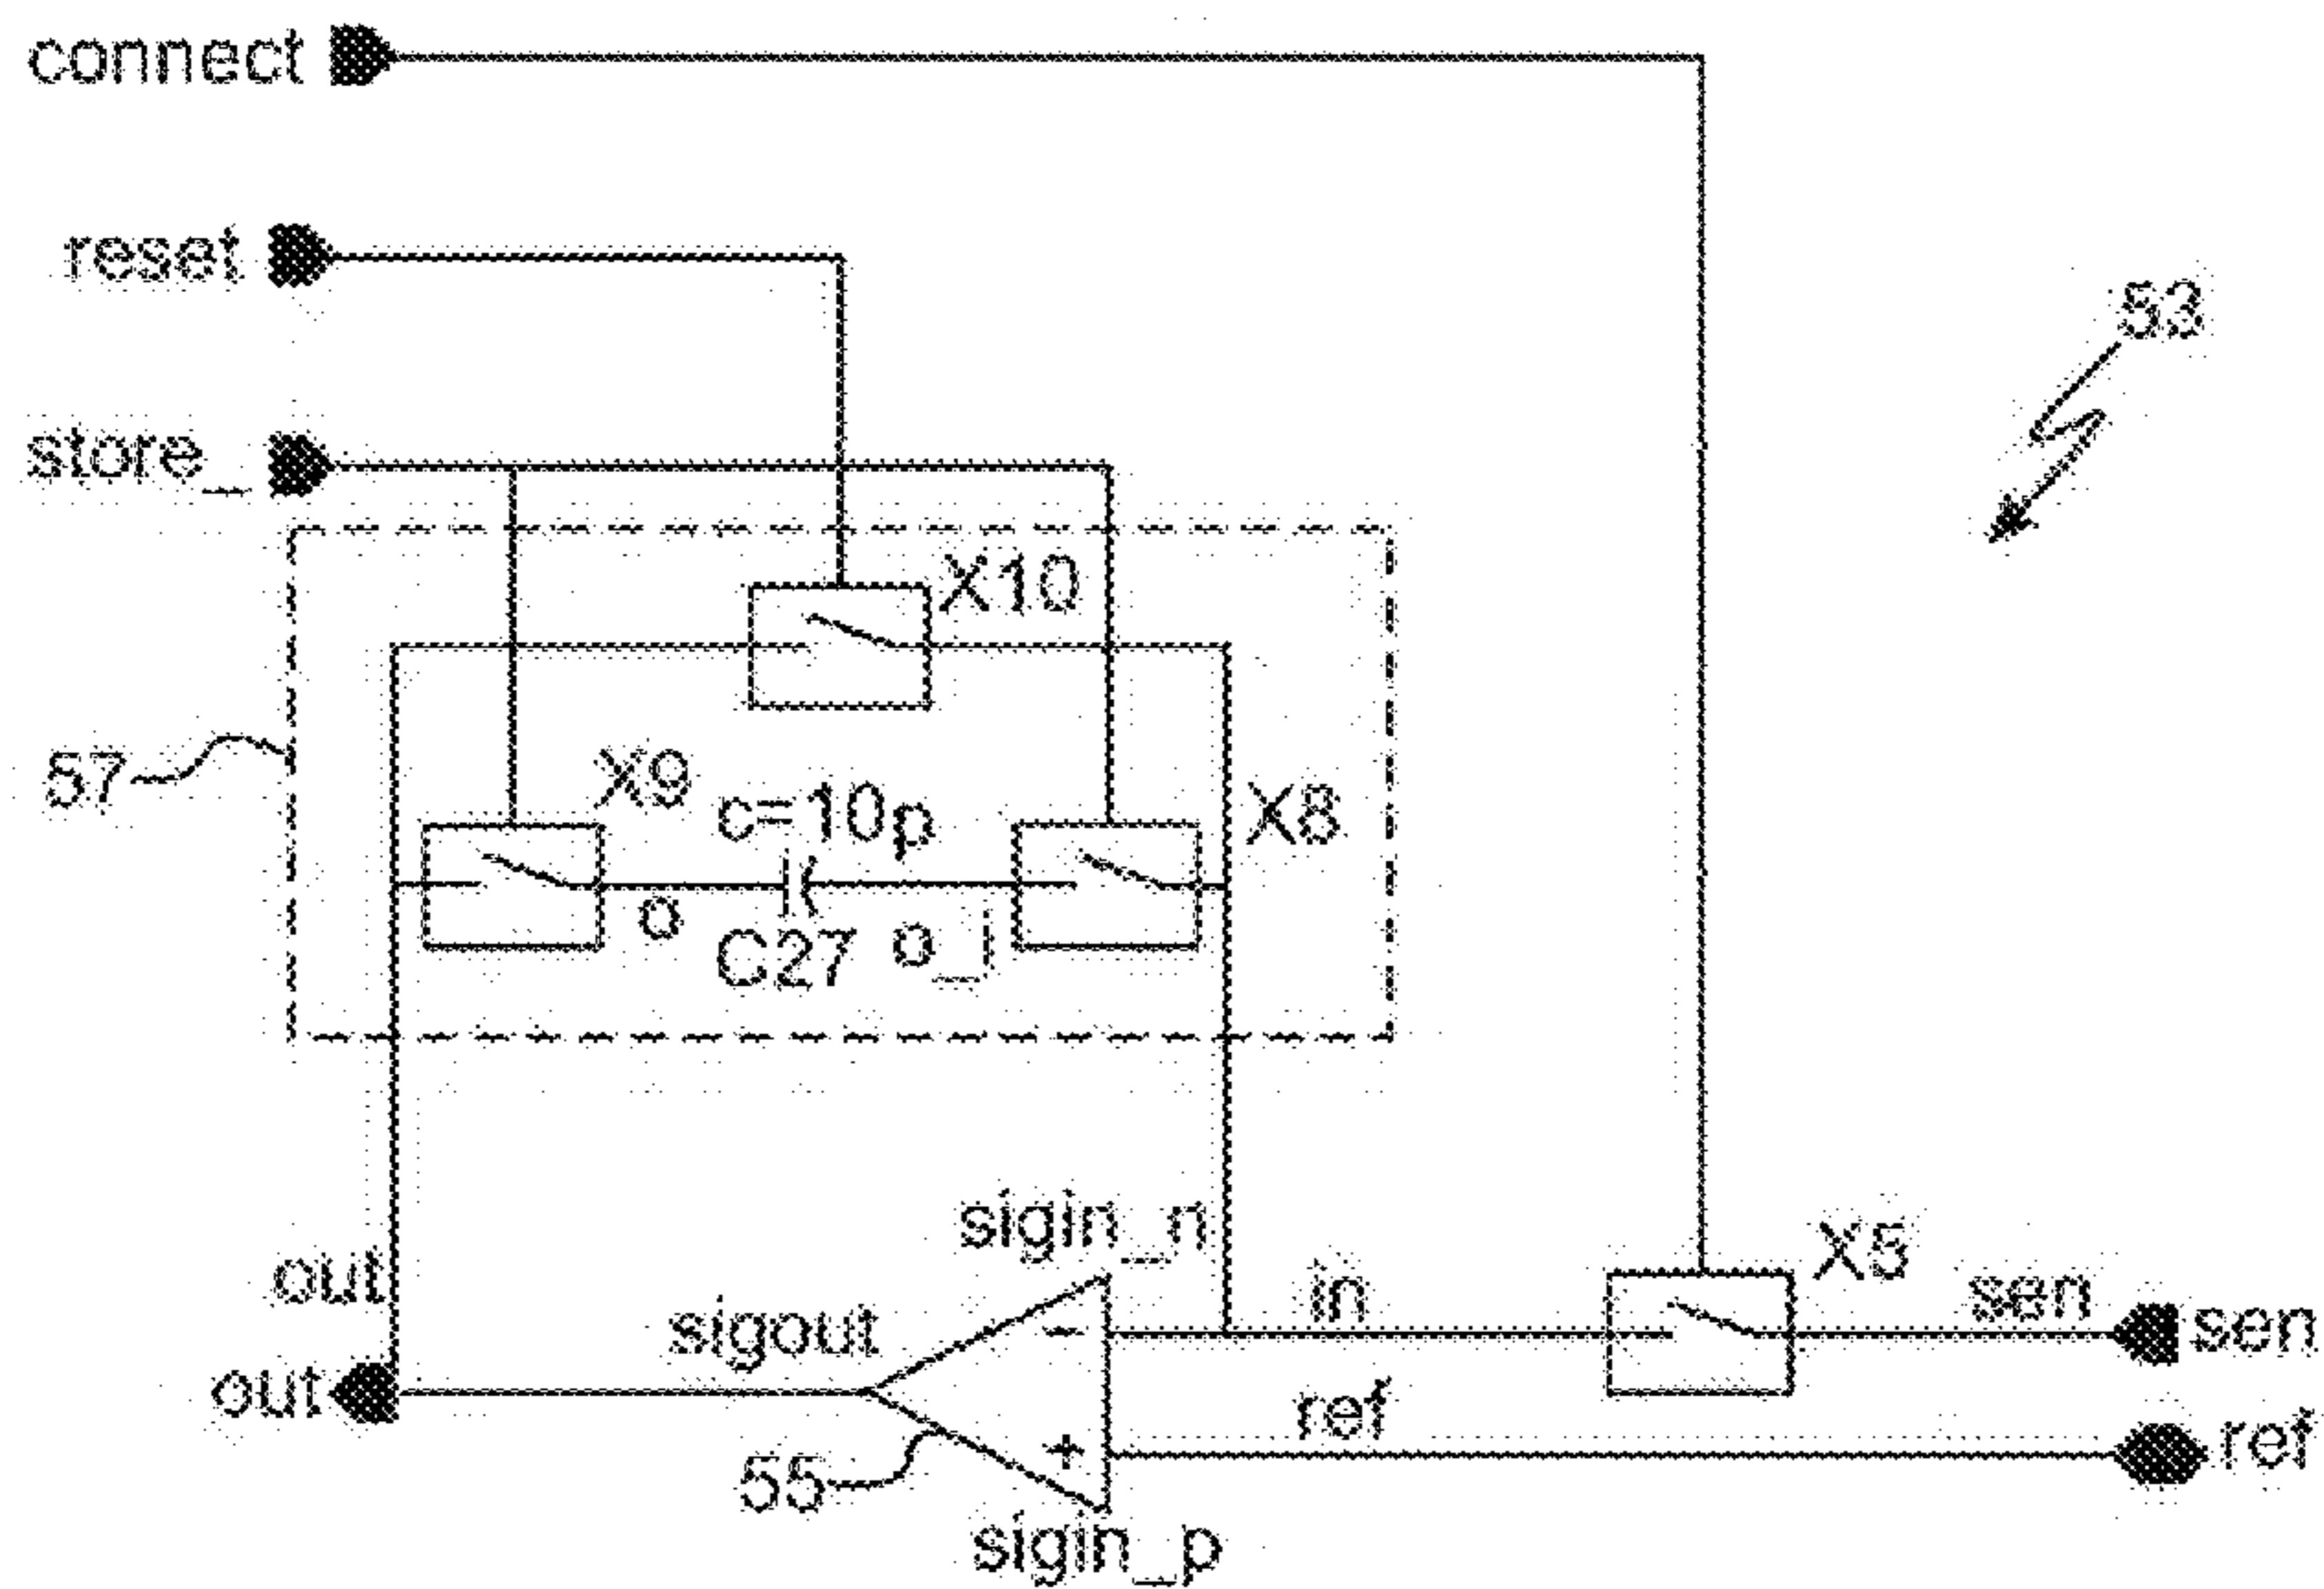 connect
reset
53
store_
X10
57
X9
c=10p
X8
o
C27
o_i
sigin_n
out
sigout
in
X5
sen
sen
out
ref
ref
-
+
55
sigin_p